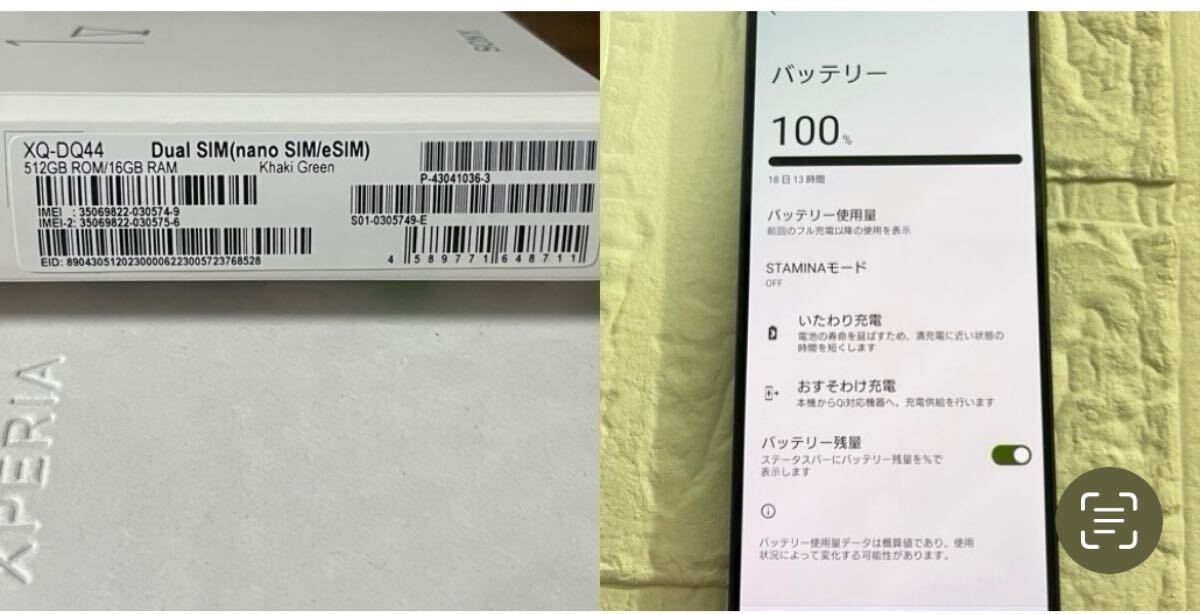 1 V
SONY
XQ-DQ44 Dual SIM(nano SIM/eSIM)
512GB ROM/16GB RAM Khaki Green
P-43041036-3
IMEI : 35069822-030574-9
IMEI-2: 35069822-030575-6
S01-0305749-E
EID: 89043051202300006223005723768528
4 589771 648711
XPERIA
バッテリー
100%
18日13時間
バッテリー使用量
前回のフル充電以降の使用を表示
STAMINAモード
OFF
いたわり充電
電池の寿命を延ばすため、満充電に近い状態の
時間を短くします
おすそわけ充電
本機からQi対応機器へ、充電供給を行います
バッテリー残量
ステータスバーにバッテリー残量を%で
表示します
バッテリー使用量データは概算値であり、使用
状況によって変化する可能性があります。